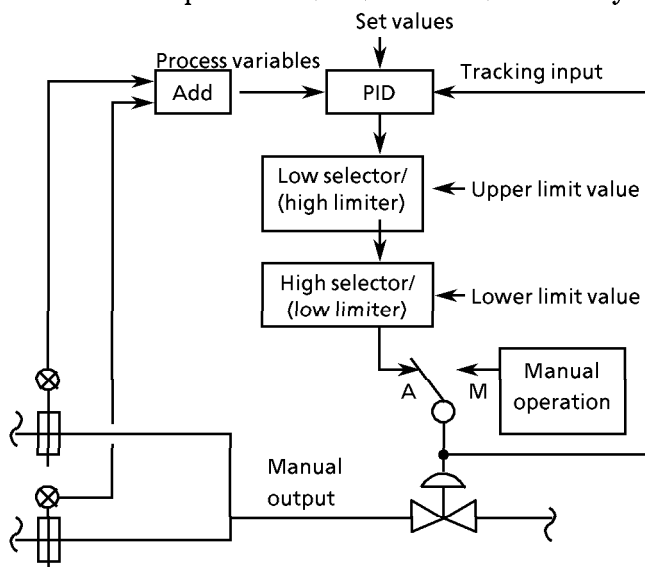 Set values
Process variables
Add
PID
Tracking input
Low selector/
(high limiter)
Upper limit value
High selector/
(low limiter)
Lower limit value
A
M
Manual
operation
Manual
output